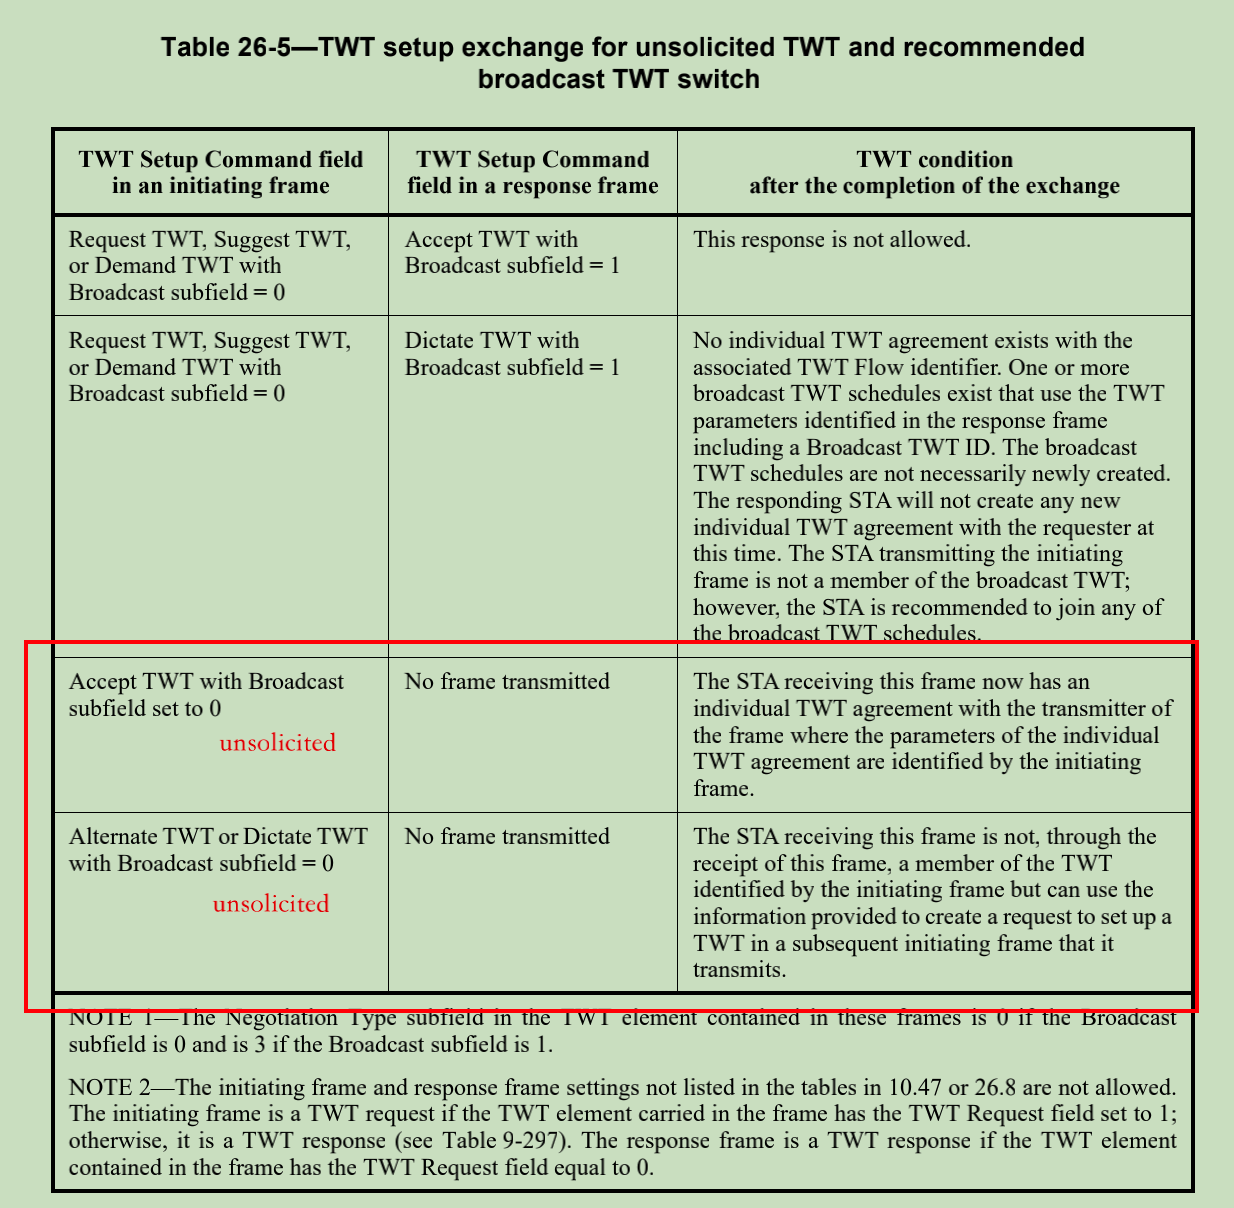 Table 26-5—TWT setup exchange for unsolicited TWT and recommended
broadcast TWT switch
TWT Setup Command field
in an initiating frame
TWT Setup Command
field in a response frame
TWT condition
after the completion of the exchange
Request TWT, Suggest TWT,
or Demand TWT with
Broadcast subfield = 0
Accept TWT with
Broadcast subfield = 1
This response is not allowed.
Request TWT, Suggest TWT,
or Demand TWT with
Broadcast subfield = 0
Dictate TWT with
Broadcast subfield = 1
No individual TWT agreement exists with the
associated TWT Flow identifier. One or more
broadcast TWT schedules exist that use the TWT
parameters identified in the response frame
including a Broadcast TWT ID. The broadcast
TWT schedules are not necessarily newly created.
The responding STA will not create any new
individual TWT agreement with the requester at
this time. The STA transmitting the initiating
frame is not a member of the broadcast TWT;
however, the STA is recommended to join any of
the broadcast TWT schedules.
Accept TWT with Broadcast
subfield set to 0
unsolicited
No frame transmitted
The STA receiving this frame now has an
individual TWT agreement with the transmitter of
the frame where the parameters of the individual
TWT agreement are identified by the initiating
frame.
Alternate TWT or Dictate TWT
with Broadcast subfield = 0
unsolicited
No frame transmitted
The STA receiving this frame is not, through the
receipt of this frame, a member of the TWT
identified by the initiating frame but can use the
information provided to create a request to set up a
TWT in a subsequent initiating frame that it
transmits.
NOTE 1—The Negotiation Type subfield in the TWT element contained in these frames is 0 if the Broadcast
subfield is 0 and is 3 if the Broadcast subfield is 1.
NOTE 2—The initiating frame and response frame settings not listed in the tables in 10.47 or 26.8 are not allowed.
The initiating frame is a TWT request if the TWT element carried in the frame has the TWT Request field set to 1;
otherwise, it is a TWT response (see Table 9-297). The response frame is a TWT response if the TWT element
contained in the frame has the TWT Request field equal to 0.